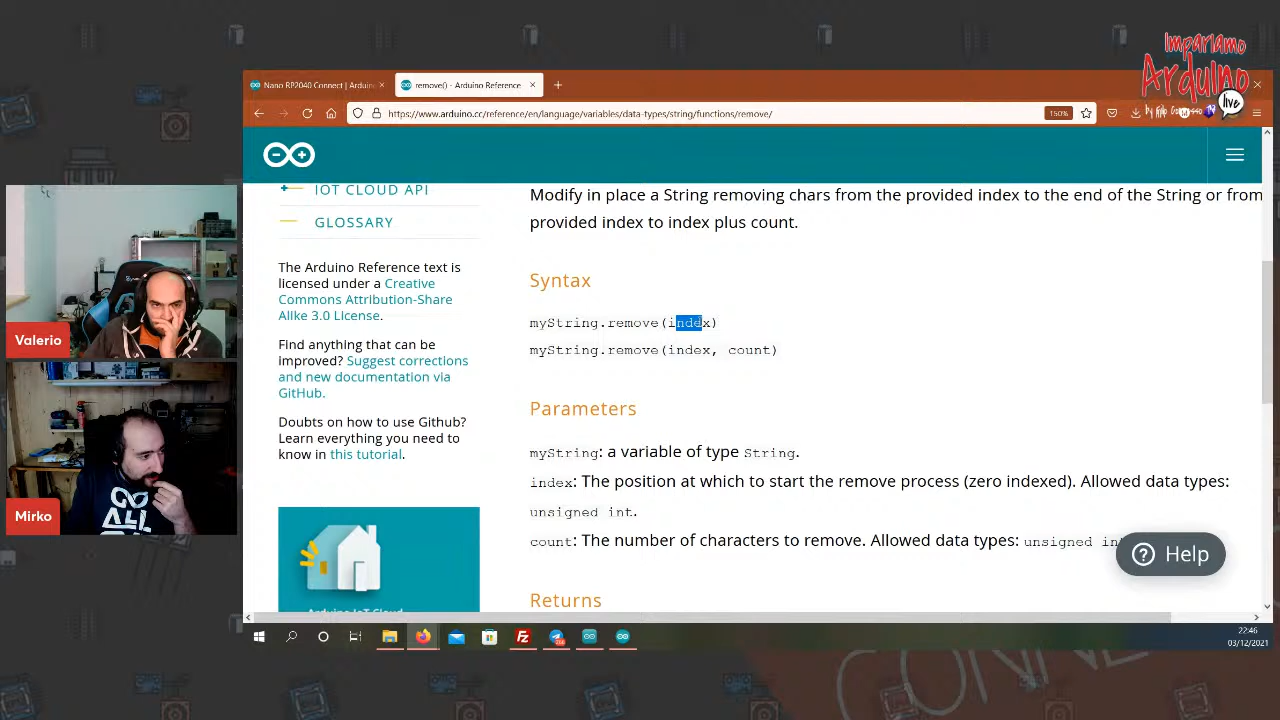 Impariamo
Arduino
live
Nano RP2040 Connect | Arduin
remove() - Arduino Reference
https://www.arduino.cc/reference/en/language/variables/data-types/string/functions/remove/
150%
IOT CLOUD API
GLOSSARY
The Arduino Reference text is
licensed under a Creative
Commons Attribution-Share
Alike 3.0 License.
Find anything that can be
improved? Suggest corrections
and new documentation via
GitHub.
Doubts on how to use Github?
Learn everything you need to
know in this tutorial.
Arduino IoT Cloud
Modify in place a String removing chars from the provided index to the end of the String or from
provided index to index plus count.
Syntax
myString.remove(index)
myString.remove(index, count)
Parameters
myString: a variable of type String.
index: The position at which to start the remove process (zero indexed). Allowed data types:
unsigned int.
count: The number of characters to remove. Allowed data types: unsigned in
Help
Returns
Valerio
Mirko
22:46
03/12/2021